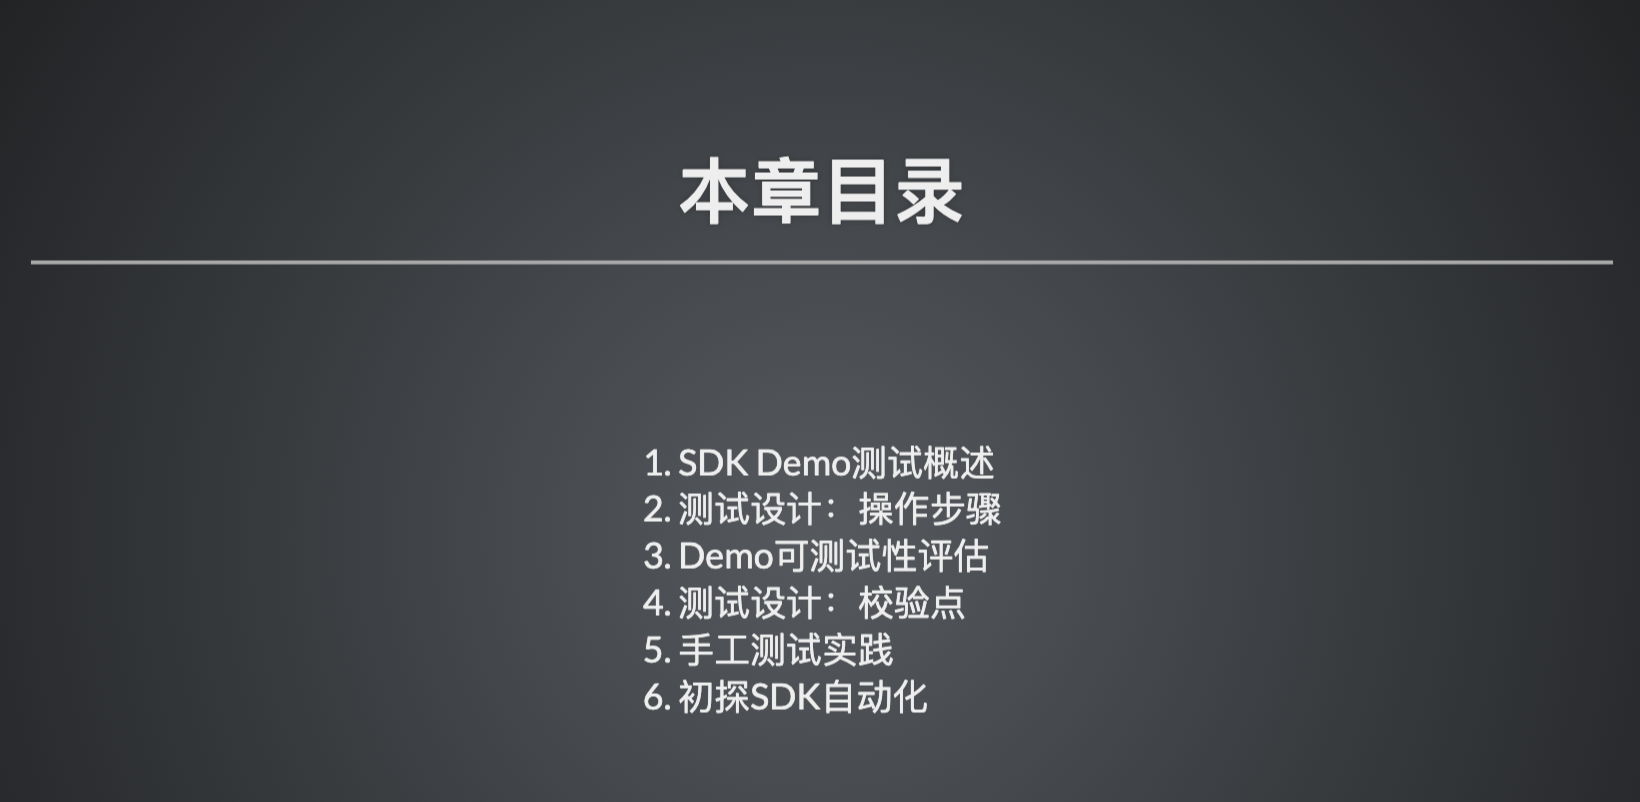 本章目录
1. SDK Demo测试概述
2. 测试设计：操作步骤
3. Demo可测试性评估
4. 测试设计：校验点
5. 手工测试实践
6. 初探SDK自动化